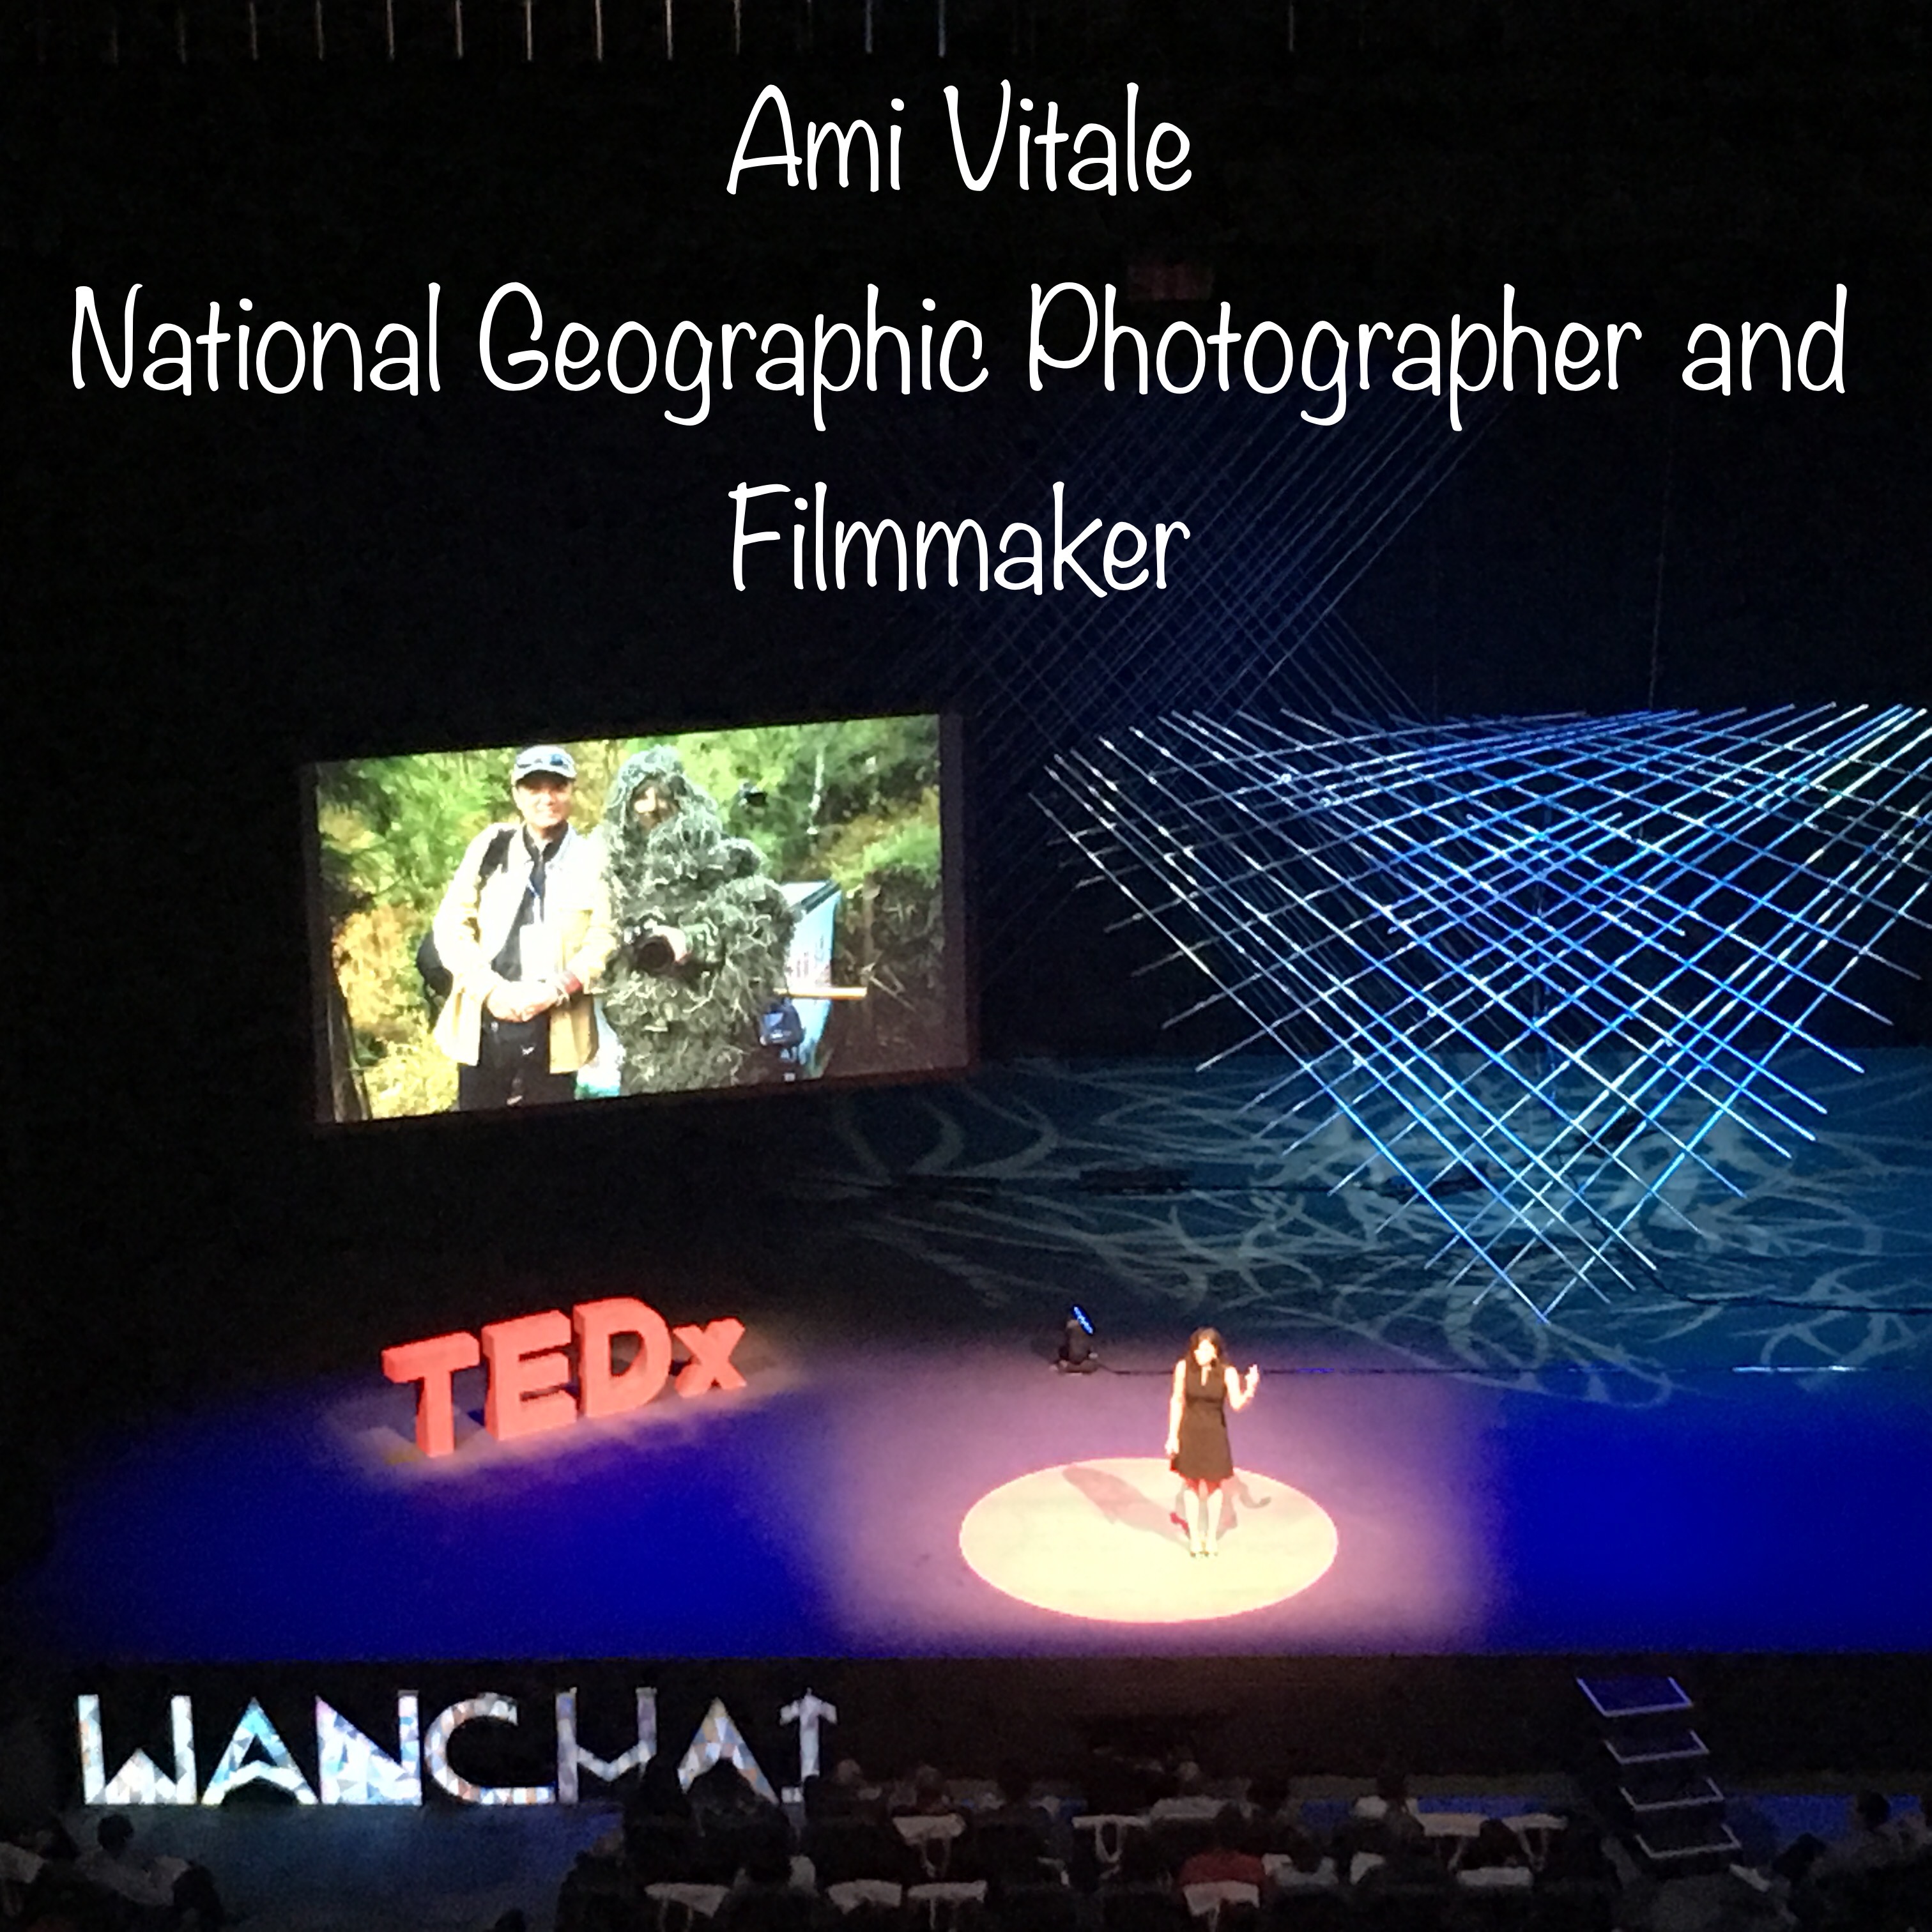 Ami Vitale
National Geographic Photographer and
Filmmaker
TEDx
WANCHAI